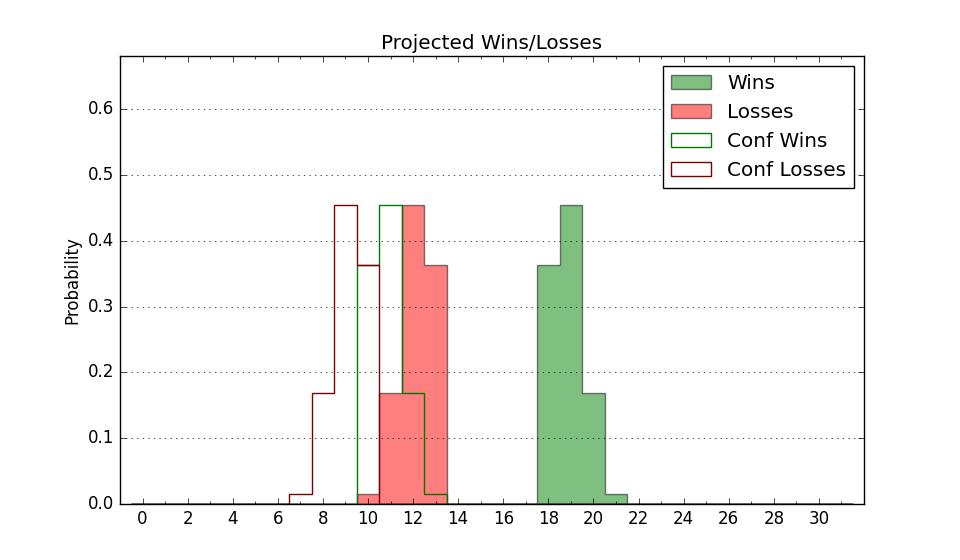 Projected Wins/Losses
Wins
Losses
Conf Wins
Conf Losses
Probability
0.6
0.5
0.4
0.3
0.2
0.1
0.0
0 2 4 6 8 10 12 14 16 18 20 22 24 26 28 30